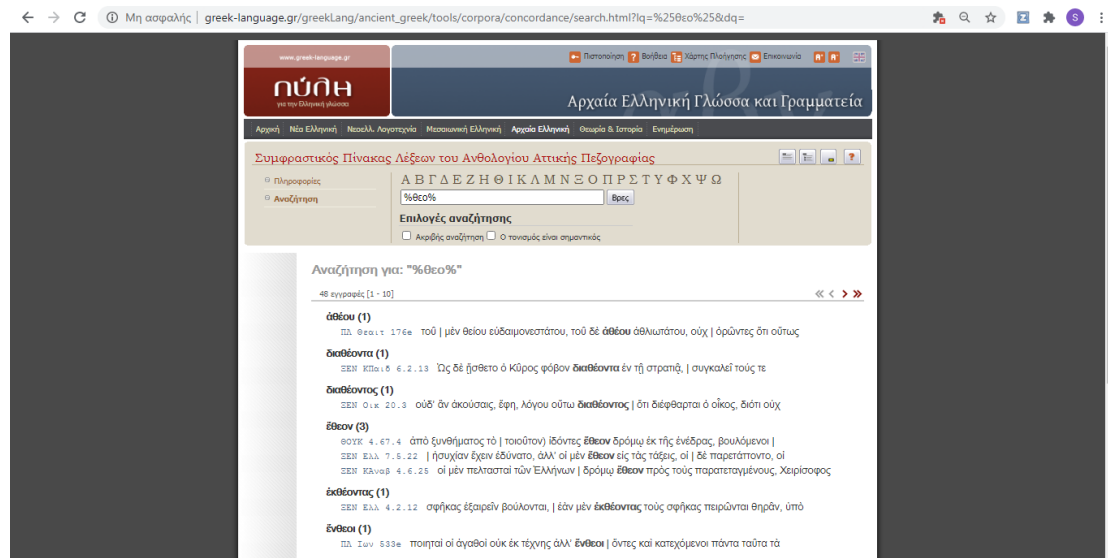 Μη ασφαλής | greek-language.gr/greekLang/ancient_greek/tools/corpora/concordance/search.html?lq=%25θεο%25&dq=
www.greek-language.gr
Πιστοποίηση Βοήθεια Χάρτης Πλοήγησης Επικοινωνία
πύλη
για την Ελληνική γλώσσα
Αρχαία Ελληνική Γλώσσα και Γραμματεία
Αρχική Νέα Ελληνική Νεοελλ. Λογοτεχνία Μεσαιωνική Ελληνική Αρχαία Ελληνική Θεωρία & Ιστορία Ενημέρωση
Συμφραστικός Πίνακας Λέξεων του Ανθολογίου Αττικής Πεζογραφίας
Πληροφορίες
Αναζήτηση
Α Β Γ Δ Ε Ζ Η Θ Ι Κ Λ Μ Ν Ξ Ο Π Ρ Σ Τ Υ Φ Χ Ψ Ω
%θεο% Βρες
Επιλογές αναζήτησης
Ακριβής αναζήτηση Ο τονισμός είναι σημαντικός
Αναζήτηση για: "%θεο%"
48 εγγραφές [1 - 10]
ἀθέου (1)
ΠΛ Θεαιτ 176e τοῦ | μὲν θείου εὐδαιμονεστάτου, τοῦ δὲ ἀθέου ἀθλιωτάτου, οὐχ | ὁρῶντες ὅτι οὕτως
διαθέοντα (1)
ΞΕΝ ΚΠαιδ 6.2.13 Ὡς δὲ ᾔσθετο ὁ Κῦρος φόβον διαθέοντα ἐν τῇ στρατιᾷ, | συγκαλεῖ τούς τε
διαθέοντος (1)
ΞΕΝ Οικ 20.3 οὐδ' ἂν ἀκούσαις, ἔφη, λόγου οὕτω διαθέοντος | ὅτι διέφθαρται ὁ οἶκος, διότι οὐχ
ἔθεον (3)
ΘΟΥΚ 4.67.4 ἀπὸ ξυνθήματος τὸ | τοιοῦτον) ἰδόντες ἔθεον δρόμῳ ἐκ τῆς ἐνέδρας, βουλόμενοι |
ΞΕΝ Ελλ 7.5.22 | ἡσυχίαν ἔχειν ἐδύνατο, ἀλλ' οἱ μὲν ἔθεον εἰς τὰς τάξεις, οἱ | δὲ παρετάττοντο, οἱ
ΞΕΝ ΚΑναβ 4.6.25 οἱ μὲν πελτασταὶ τῶν Ἑλλήνων | δρόμῳ ἔθεον πρὸς τοὺς παρατεταγμένους, Χειρίσοφος
ἐκθέοντας (1)
ΞΕΝ Ελλ 4.2.12 σφῆκας ἐξαιρεῖν βούλονται, | ἐὰν μὲν ἐκθέοντας τοὺς σφῆκας πειρῶνται θηρᾶν, ὑπὸ
ἔνθεοι (1)
ΠΛ Ιων 533e ποιηταὶ οἱ ἀγαθοὶ οὐκ ἐκ τέχνης ἀλλ' ἔνθεοι | ὄντες καὶ κατεχόμενοι πάντα ταῦτα τὰ